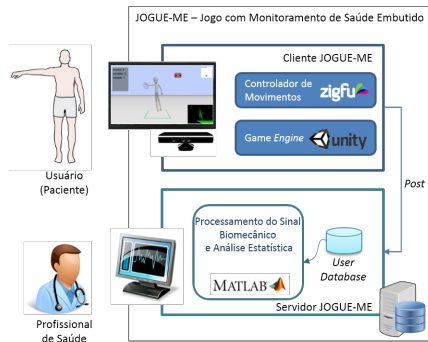 JOGUE-ME – Jogo com Monitoramento de Saúde Embutido
Cliente JOGUE-ME
Controlador de
Movimentos
zigfu
Game Engine
unity
Usuário
(Paciente)
Post
Processamento do Sinal
Biomecânico
e Análise Estatística
MATLAB
User
Database
Servidor JOGUE-ME
Profissional
de Saúde